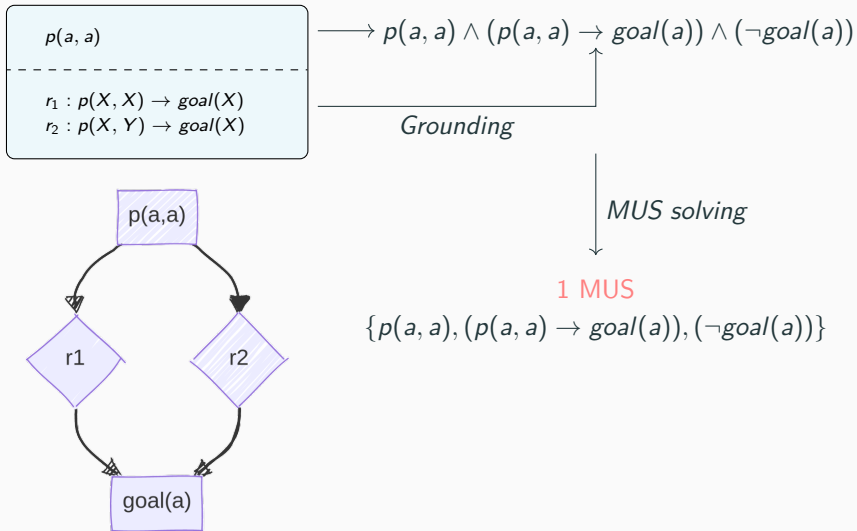 p(a, a)
r₁ : p(X, X) → goal(X)
r₂ : p(X, Y) → goal(X)
p(a, a) ∧ (p(a, a) → goal(a)) ∧ (¬goal(a))
Grounding
MUS solving
1 MUS
{p(a, a), (p(a, a) → goal(a)), (¬goal(a))}
p(a,a)
r1
r2
goal(a)